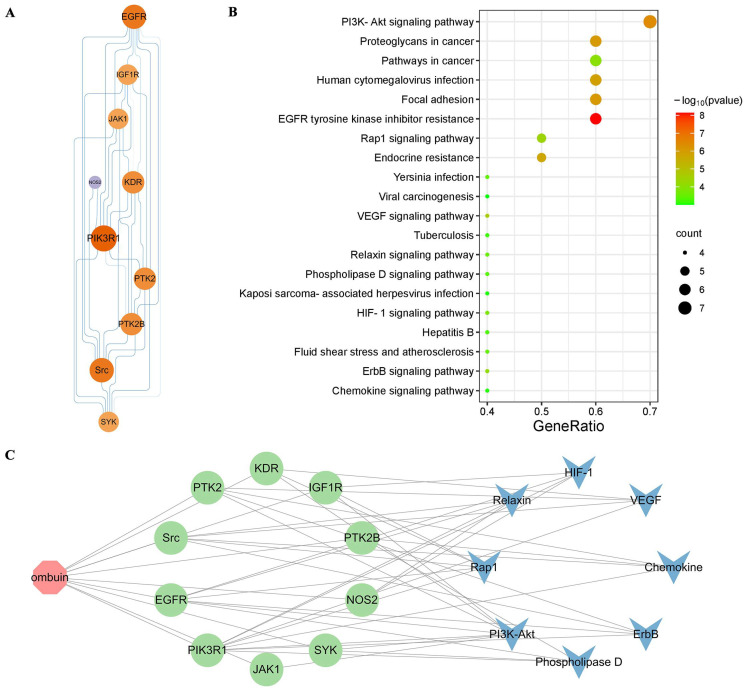 A
EGFR
IGF1R
JAK1
NOS2
KDR
PIK3R1
PTK2
PTK2B
Src
SYK
B
PI3K- Akt signaling pathway
Proteoglycans in cancer
Pathways in cancer
Human cytomegalovirus infection
Focal adhesion
EGFR tyrosine kinase inhibitor resistance
Rap1 signaling pathway
Endocrine resistance
Yersinia infection
Viral carcinogenesis
VEGF signaling pathway
Tuberculosis
Relaxin signaling pathway
Phospholipase D signaling pathway
Kaposi sarcoma- associated herpesvirus infection
HIF- 1 signaling pathway
Hepatitis B
Fluid shear stress and atherosclerosis
ErbB signaling pathway
Chemokine signaling pathway
0.4 0.5 0.6 0.7
GeneRatio
−log10(pvalue)
8
7
6
5
4
count
4
5
6
7
C
ombuin
KDR
PTK2
IGF1R
Src
PTK2B
EGFR
NOS2
PIK3R1
SYK
JAK1
HIF-1
Relaxin
VEGF
Rap1
Chemokine
PI3K-Akt
ErbB
Phospholipase D